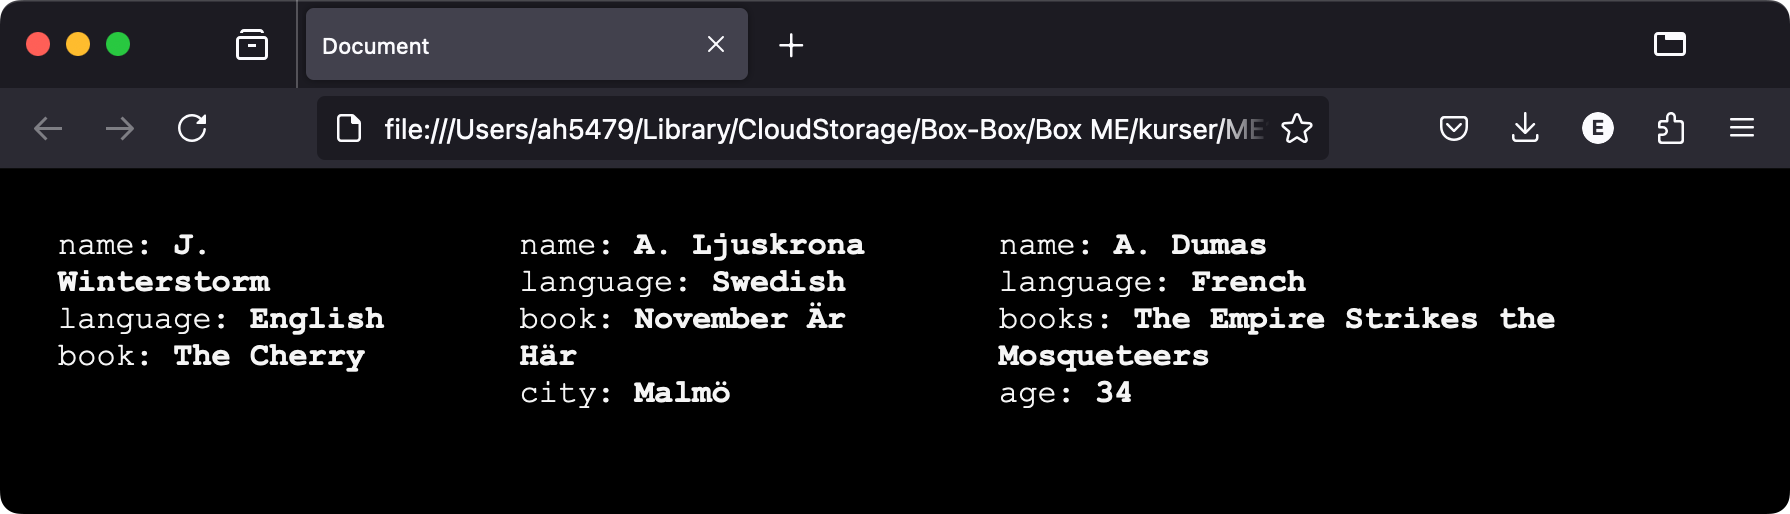 Document
file:///Users/ah5479/Library/CloudStorage/Box-Box/Box ME/kurser/ME
E
name: J.
Winterstorm
language: English
book: The Cherry
name: A. Ljuskrona
language: Swedish
book: November Är
Här
city: Malmö
name: A. Dumas
language: French
books: The Empire Strikes the
Mosqueteers
age: 34